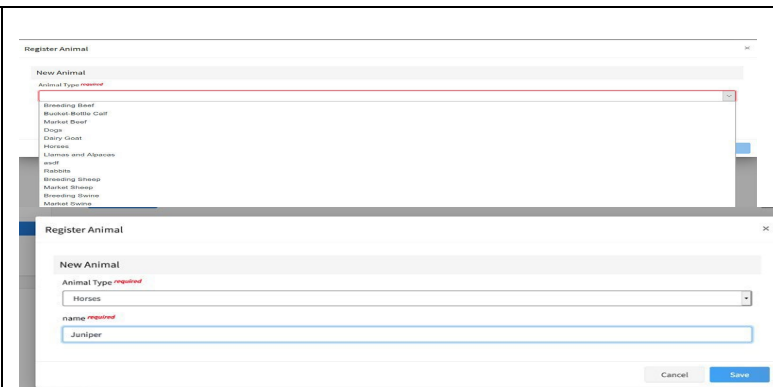 Register Animal ×
New Animal
Animal Type required
Breeding Beef
Bucket-Bottle Calf
Market Beef
Dogs
Dairy Goat
Horses
Llamas and Alpacas
asdf
Rabbits
Breeding Sheep
Market Sheep
Breeding Swine
Market Swine
Register Animal ×
New Animal
Animal Type required
Horses
name required
Juniper
Cancel Save